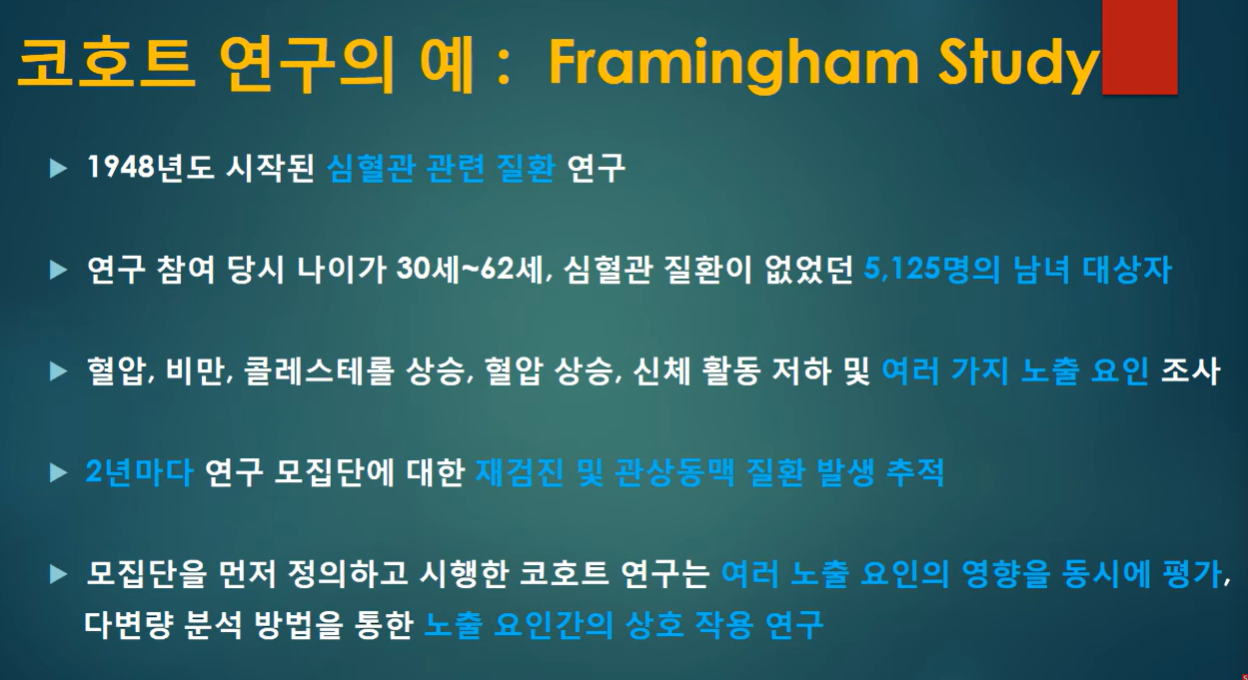 코호트 연구의 예 : Framingham Study
▶ 1948년도 시작된 심혈관 관련 질환 연구
▶ 연구 참여 당시 나이가 30세~62세, 심혈관 질환이 없었던 5,125명의 남녀 대상자
▶ 혈압, 비만, 콜레스테롤 상승, 혈압 상승, 신체 활동 저하 및 여러 가지 노출 요인 조사
▶ 2년마다 연구 모집단에 대한 재검진 및 관상동맥 질환 발생 추적
▶ 모집단을 먼저 정의하고 시행한 코호트 연구는 여러 노출 요인의 영향을 동시에 평가,
다변량 분석 방법을 통한 노출 요인간의 상호 작용 연구